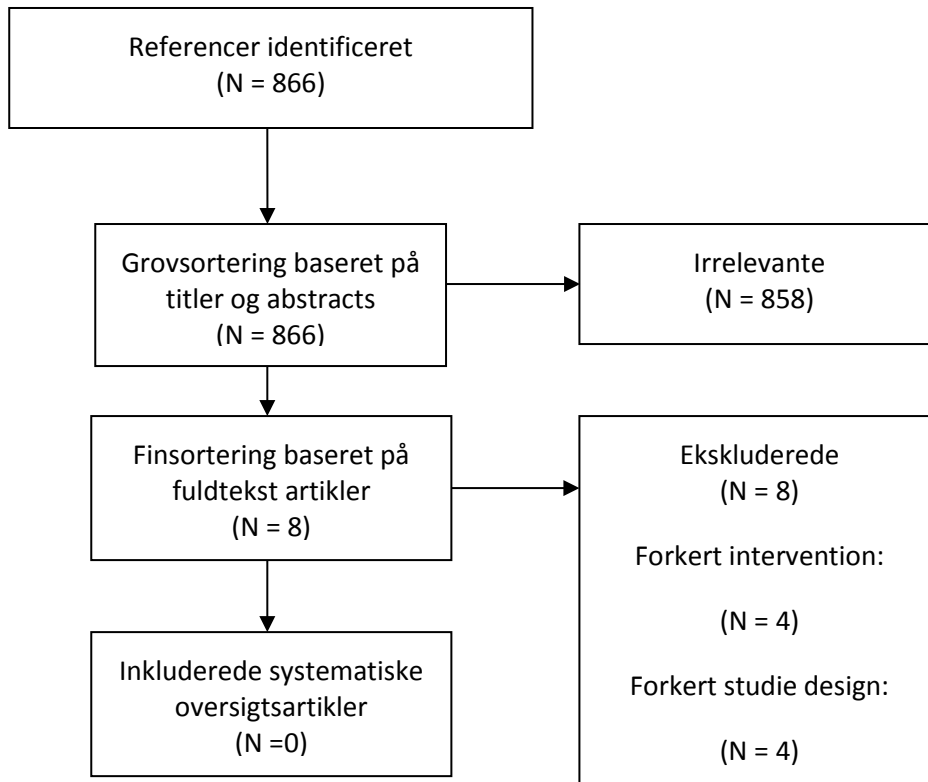 Referencer identificeret
(N = 866)
Grovsortering baseret på
titler og abstracts
(N = 866)
Irrelevante
(N = 858)
Finsortering baseret på
fuldtekst artikler
(N = 8)
Ekskluderede
(N = 8)
Forkert intervention:
(N = 4)
Forkert studie design:
(N = 4)
Inkluderede systematiske
oversigtsartikler
(N =0)